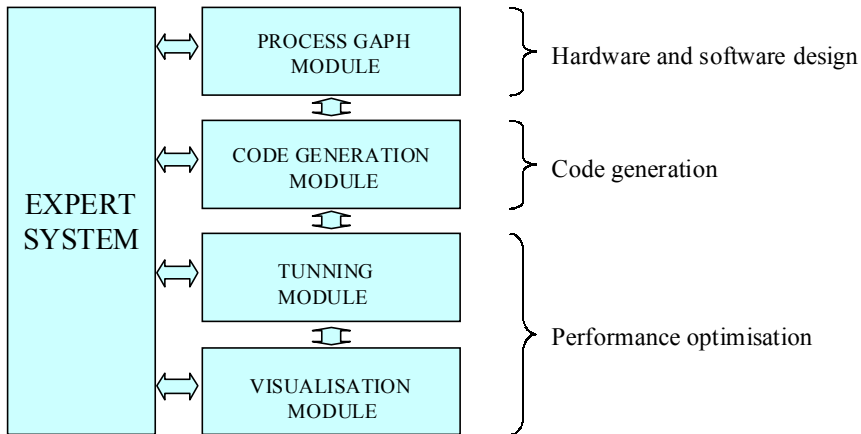 EXPERT
SYSTEM
PROCESS GAPH
MODULE
Hardware and software design
CODE GENERATION
MODULE
Code generation
TUNNING
MODULE
VISUALISATION
MODULE
Performance optimisation